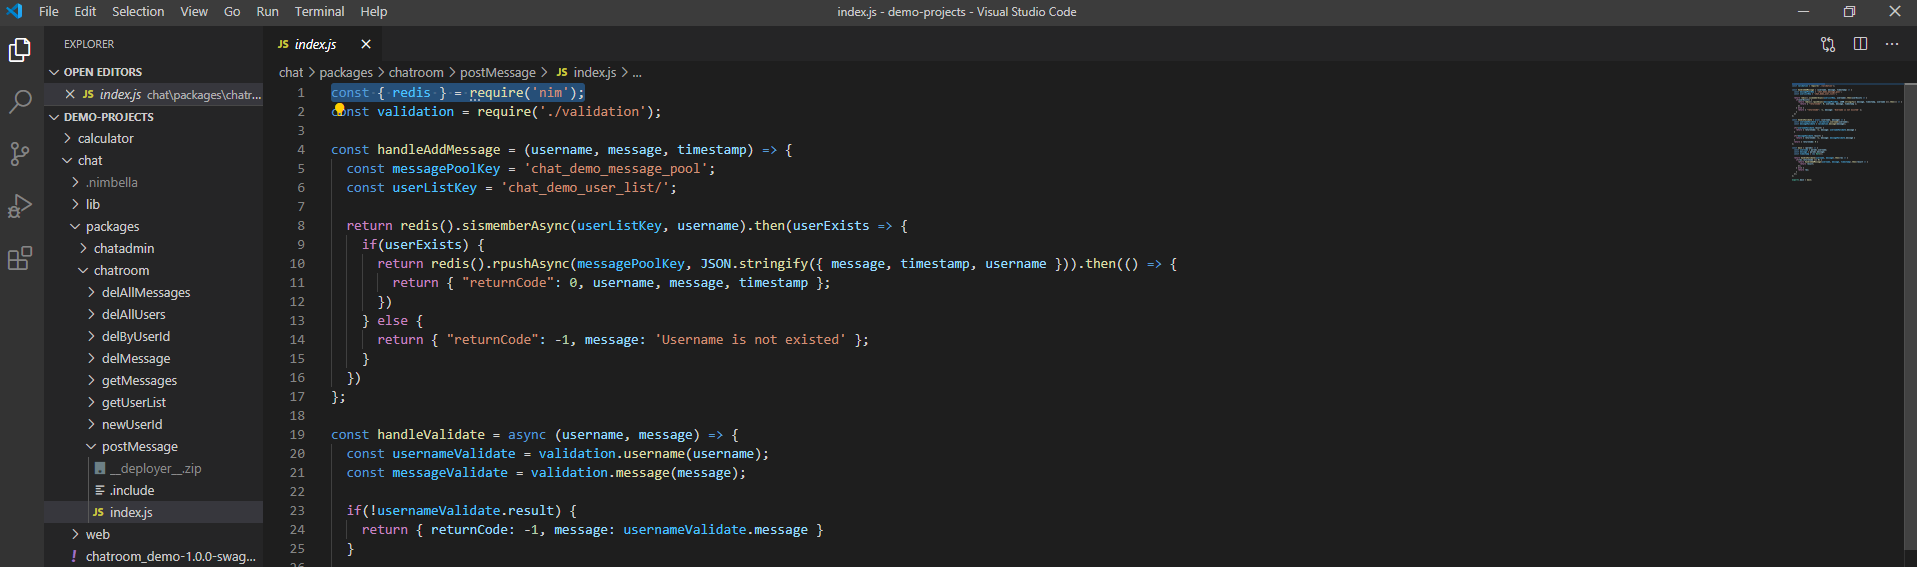 File Edit Selection View Go Run Terminal Help
index.js - demo-projects - Visual Studio Code
EXPLORER
OPEN EDITORS
JS index.js chat\packages\chatr...
DEMO-PROJECTS
calculator
chat
.nimbella
lib
packages
chatadmin
chatroom
delAllMessages
delAllUsers
delByUserId
delMessage
getMessages
getUserList
newUserId
postMessage
__deployer__.zip
.include
JS index.js
web
! chatroom_demo-1.0.0-swag...
JS index.js
chat > packages > chatroom > postMessage > JS index.js > ...
1 const { redis } = require('nim');
2 const validation = require('./validation');
3
4 const handleAddMessage = (username, message, timestamp) => {
5 const messagePoolKey = 'chat_demo_message_pool';
6 const userListKey = 'chat_demo_user_list/';
7
8 return redis().sismemberAsync(userListKey, username).then(userExists => {
9 if(userExists) {
10 return redis().rpushAsync(messagePoolKey, JSON.stringify({ message, timestamp, username })).then(() => {
11 return { "returnCode": 0, username, message, timestamp };
12 })
13 } else {
14 return { "returnCode": -1, message: 'Username is not existed' };
15 }
16 })
17 };
18
19 const handleValidate = async (username, message) => {
20 const usernameValidate = validation.username(username);
21 const messageValidate = validation.message(message);
22
23 if(!usernameValidate.result) {
24 return { returnCode: -1, message: usernameValidate.message }
25 }